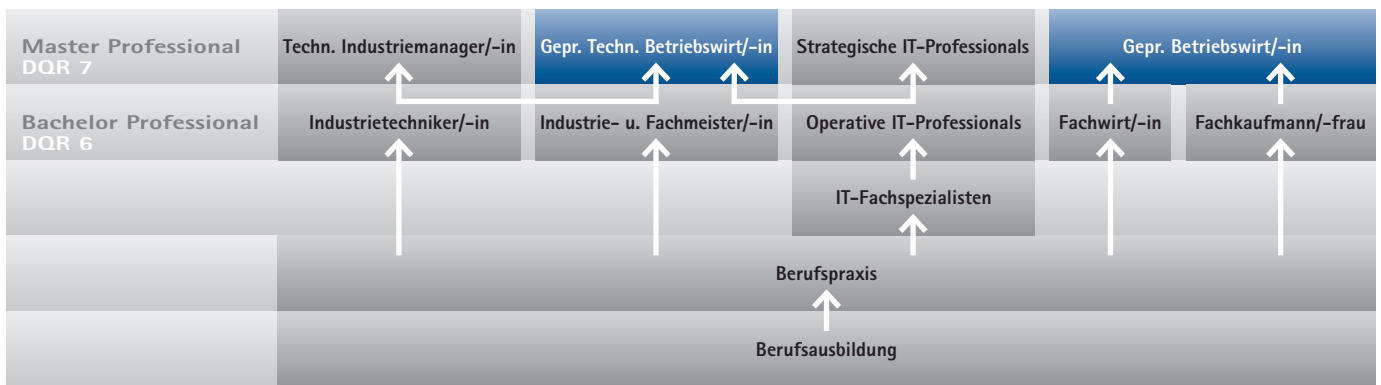 Master Professional
DQR 7
Techn. Industriemanager/-in
Gepr. Techn. Betriebswirt/-in
Strategische IT-Professionals
Gepr. Betriebswirt/-in
Bachelor Professional
DQR 6
Industrietechniker/-in
Industrie- u. Fachmeister/-in
Operative IT-Professionals
Fachwirt/-in
Fachkaufmann/-frau
IT-Fachspezialisten
Berufspraxis
Berufsausbildung